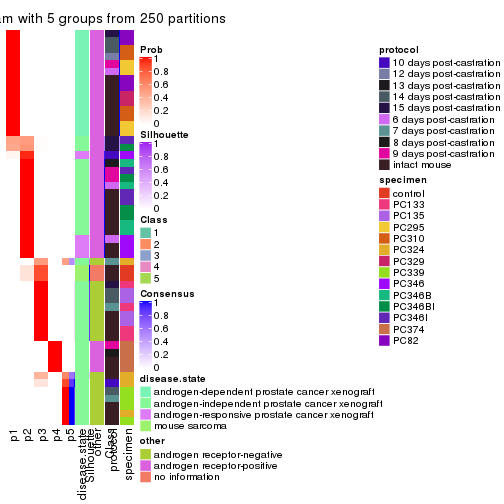 am with 5 groups from 250 partitions
Prob
1
0.8
0.6
0.4
0.2
0
Silhouette
1
0.8
0.6
0.4
0.2
0
Class
1
2
3
4
5
Consensus
1
0.8
0.6
0.4
0.2
0
disease.state
androgen-dependent prostate cancer xenograft
androgen-independent prostate cancer xenograft
androgen-responsive prostate cancer xenograft
mouse sarcoma
other
androgen receptor-negative
androgen receptor-positive
no information
protocol
10 days post-castration
12 days post-castration
13 days post-castration
14 days post-castration
15 days post-castration
6 days post-castration
7 days post-castration
8 days post-castration
9 days post-castration
intact mouse
specimen
control
PC133
PC135
PC295
PC310
PC324
PC329
PC339
PC346
PC346B
PC346BI
PC346I
PC374
PC82
p1
p2
p3
p4
p5
disease.state
Silhouette
other
Class
protocol
specimen